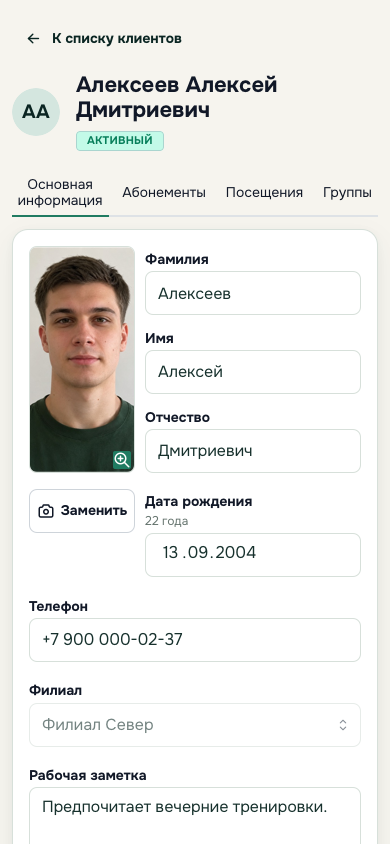 К списку клиентов
АА
Алексеев Алексей
Дмитриевич
АКТИВНЫЙ
Основная
информация
Абонементы
Посещения
Группы
Фамилия
Алексеев
Имя
Алексей
Отчество
Дмитриевич
Заменить
Дата рождения
22 года
13.09.2004
Телефон
+7 900 000-02-37
Филиал
Филиал Север
Рабочая заметка
Предпочитает вечерние тренировки.